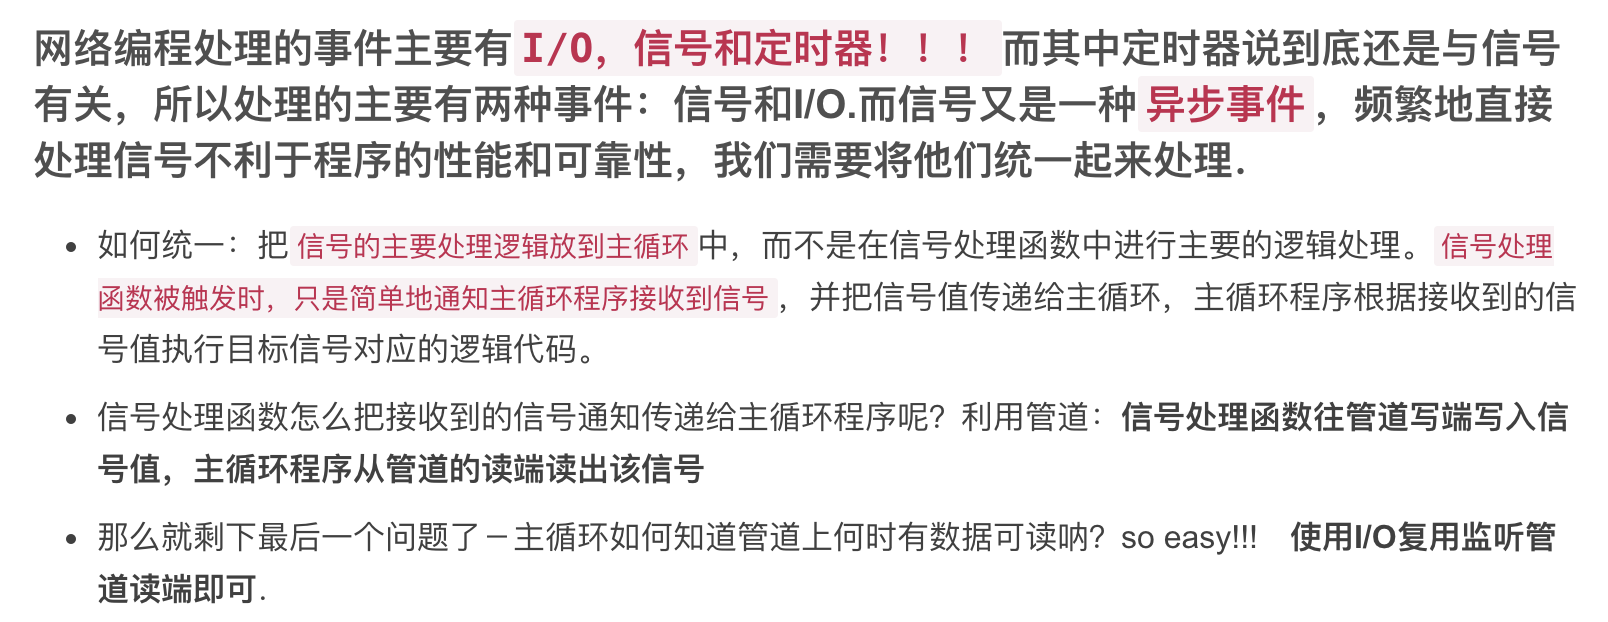 网络编程处理的事件主要有I/O，信号和定时器！！！而其中定时器说到底还是与信号
有关，所以处理的主要有两种事件：信号和I/O.而信号又是一种异步事件，频繁地直接
处理信号不利于程序的性能和可靠性，我们需要将他们统一起来处理.
• 如何统一：把信号的主要处理逻辑放到主循环中，而不是在信号处理函数中进行主要的逻辑处理。信号处理
函数被触发时，只是简单地通知主循环程序接收到信号，并把信号值传递给主循环，主循环程序根据接收到的信
号值执行目标信号对应的逻辑代码。
• 信号处理函数怎么把接收到的信号通知传递给主循环程序呢？利用管道：信号处理函数往管道写端写入信
号值，主循环程序从管道的读端读出该信号
• 那么就剩下最后一个问题了－主循环如何知道管道上何时有数据可读呐？so easy!!!　使用I/O复用监听管
道读端即可.